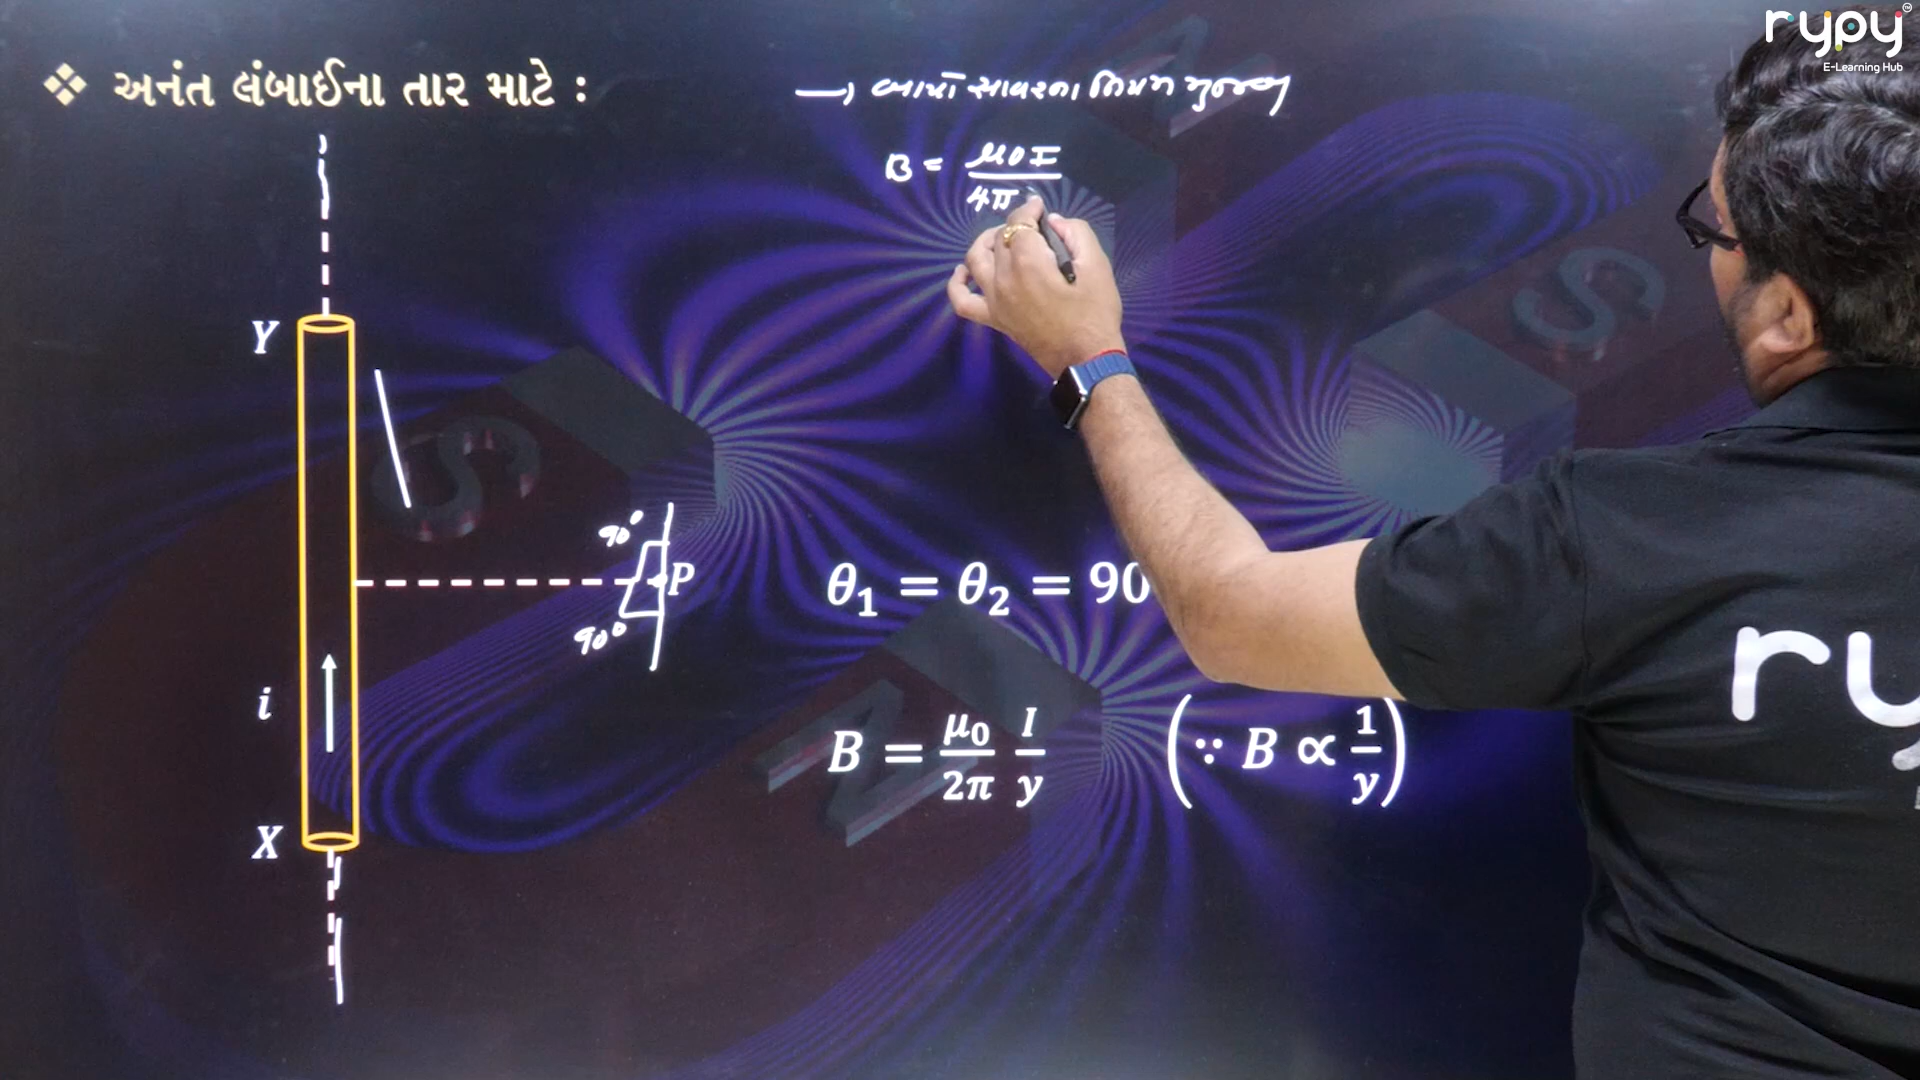 rypy
TM
E-Learning Hub
❖ અનંત લંબાઈના તાર માટે :
→ બાયો સાવરના નિયમ મુજબ
B = μ0I / 4π
Y
90°
P
90°
i
X
θ₁ = θ₂ = 90
B = μ₀/2π I/y (∵ B ∝ 1/y)
ry